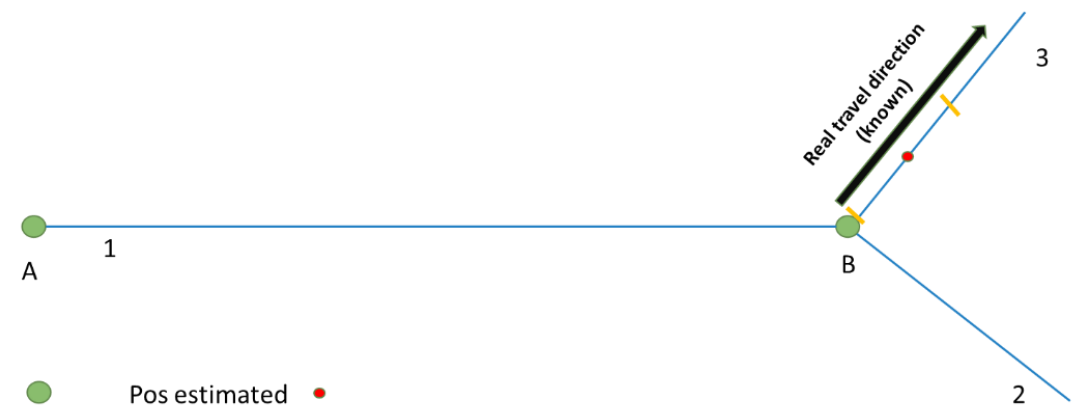 Real travel direction
(known)
3
1
A
B
Pos estimated
2